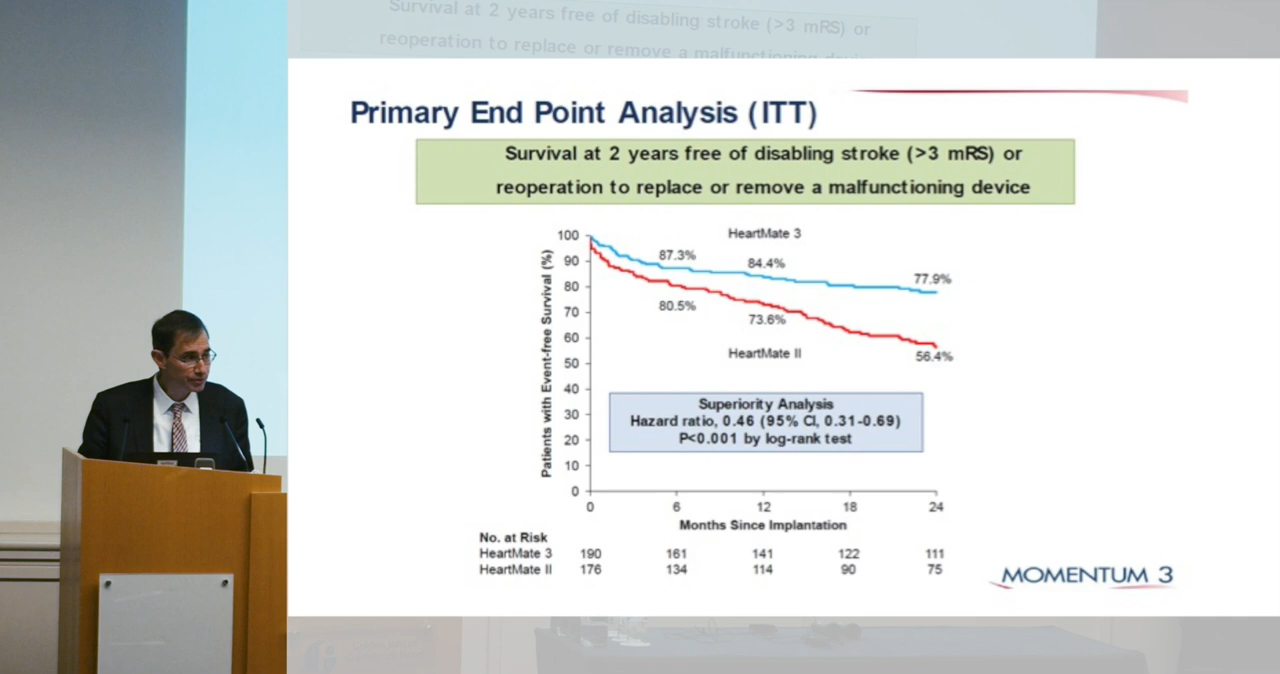 Survival at 2 years free of disabling stroke (>3 mRS) or
reoperation to replace or remove a malfunctioning
Primary End Point Analysis (ITT)
Survival at 2 years free of disabling stroke (>3 mRS) or
reoperation to replace or remove a malfunctioning device
Patients with Event-free Survival (%)
100
90
80
70
60
50
40
30
20
10
0
HeartMate 3
87.3%
84.4%
77.9%
80.5%
73.6%
HeartMate II
56.4%
Superiority Analysis
Hazard ratio, 0.46 (95% CI, 0.31-0.69)
P<0.001 by log-rank test
0 6 12 18 24
Months Since Implantation
No. at Risk
HeartMate 3 190 161 141 122 111
HeartMate II 176 134 114 90 75
MOMENTUM 3